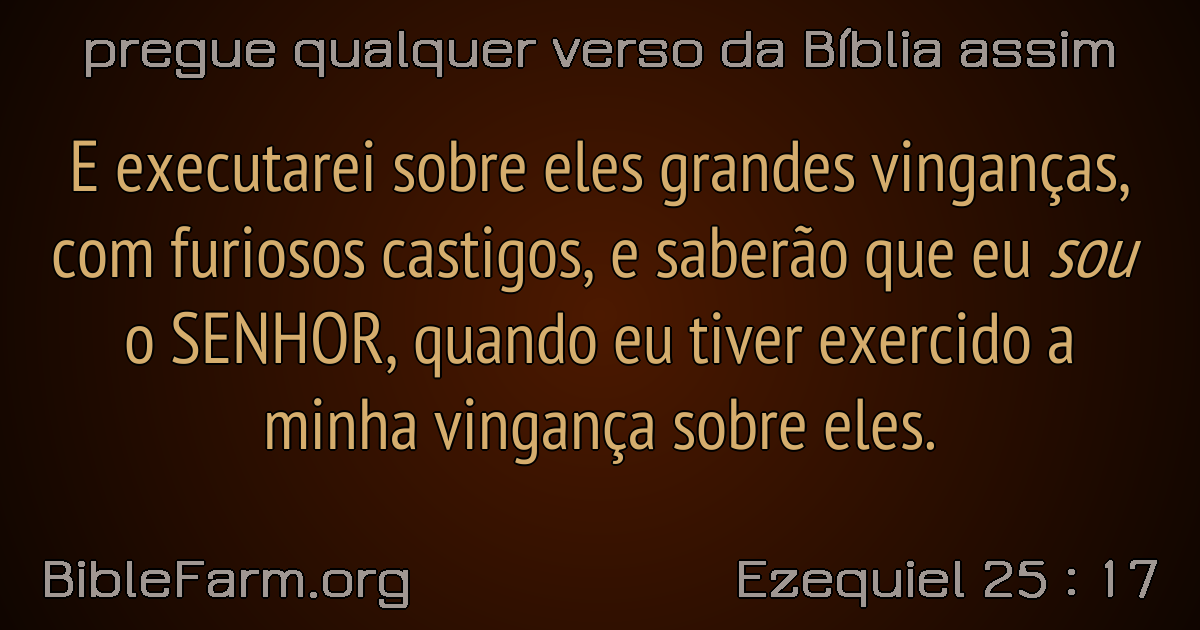 pregue qualquer verso da Bíblia assim
E executarei sobre eles grandes vinganças,
com furiosos castigos, e saberão que eu sou
o SENHOR, quando eu tiver exercido a
minha vingança sobre eles.
BibleFarm.org
Ezequiel 25 : 17